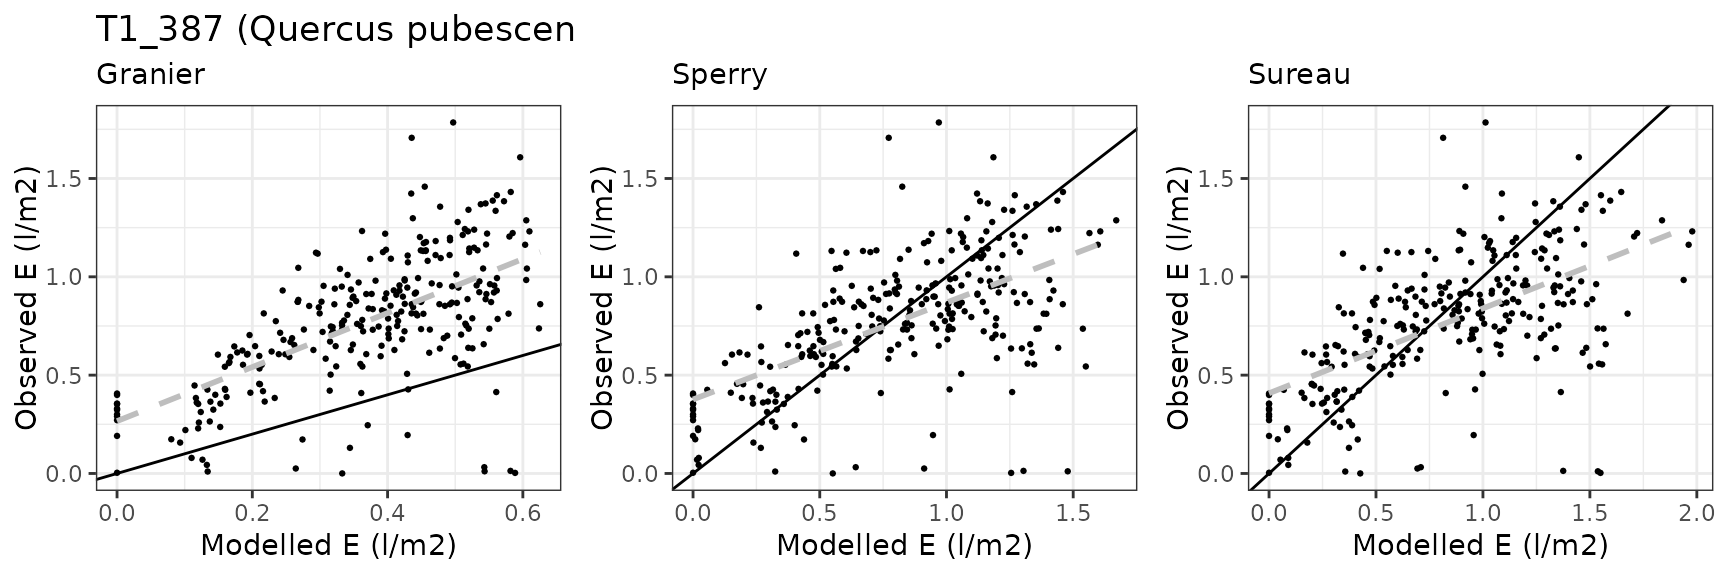 T1_387 (Quercus pubescen
Granier
Observed E (l/m2)
1.5
1.0
0.5
0.0
0.0 0.2 0.4 0.6
Modelled E (l/m2)
Sperry
Observed E (l/m2)
1.5
1.0
0.5
0.0
0.0 0.5 1.0 1.5
Modelled E (l/m2)
Sureau
Observed E (l/m2)
1.5
1.0
0.5
0.0
0.0 0.5 1.0 1.5 2.0
Modelled E (l/m2)